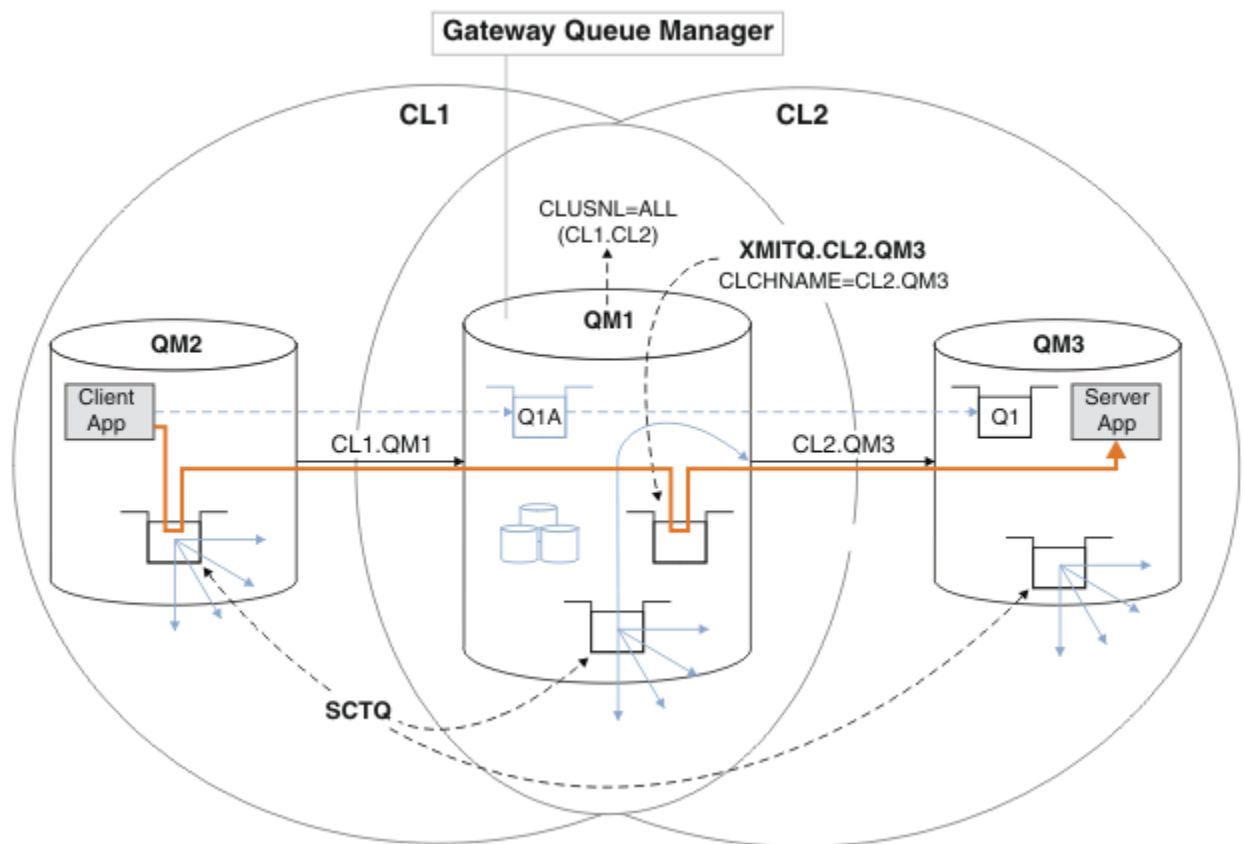 Gateway Queue Manager
CL1
CL2
CLUSNL=ALL
(CL1.CL2)
XMITQ.CL2.QM3
CLCHNAME=CL2.QM3
QM2
QM1
QM3
Client
App
Q1A
Q1
Server
App
CL1.QM1
CL2.QM3
SCTQ